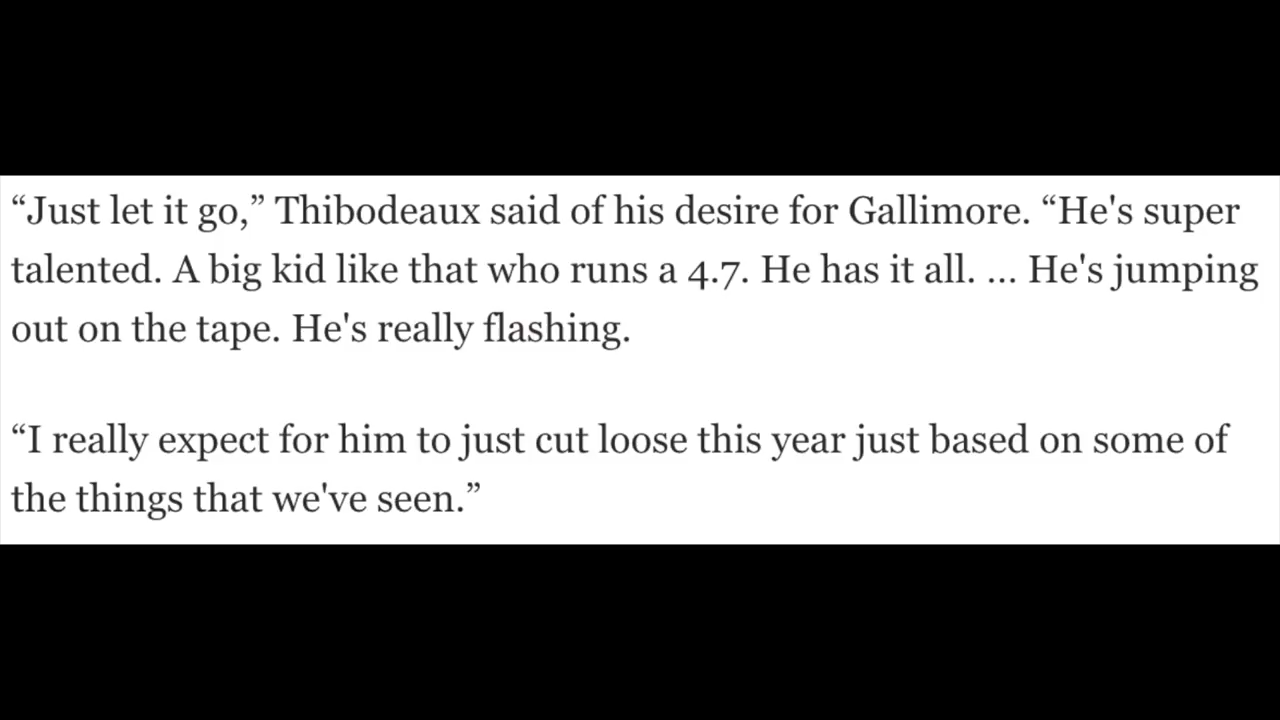 “Just let it go,” Thibodeaux said of his desire for Gallimore. “He's super
talented. A big kid like that who runs a 4.7. He has it all. ... He's jumping
out on the tape. He's really flashing.
“I really expect for him to just cut loose this year just based on some of
the things that we've seen.”